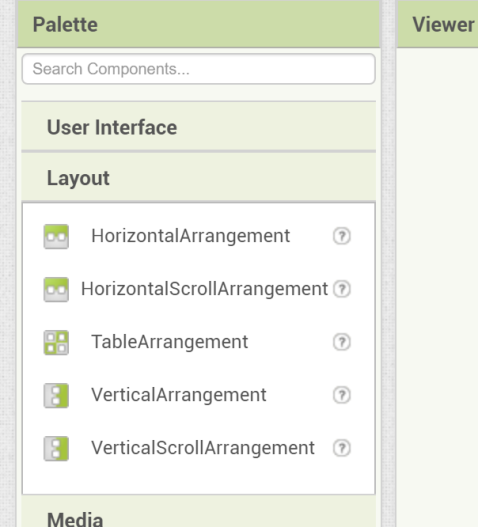 Palette
Viewer
Search Components...
User Interface
Layout
HorizontalArrangement ?
HorizontalScrollArrangement ?
TableArrangement ?
VerticalArrangement ?
VerticalScrollArrangement ?
Media